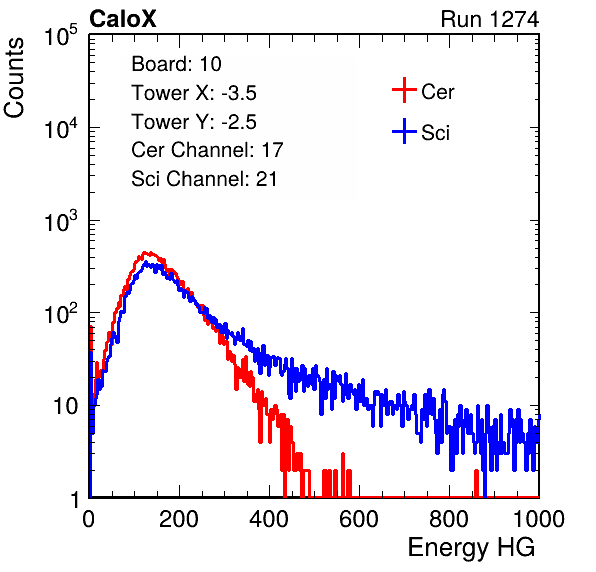 CaloX Run 1274
Counts
10^5
10^4
10^3
10^2
10
1
Board: 10
Tower X: -3.5
Tower Y: -2.5
Cer Channel: 17
Sci Channel: 21
Cer
Sci
0 200 400 600 800 1000
Energy HG